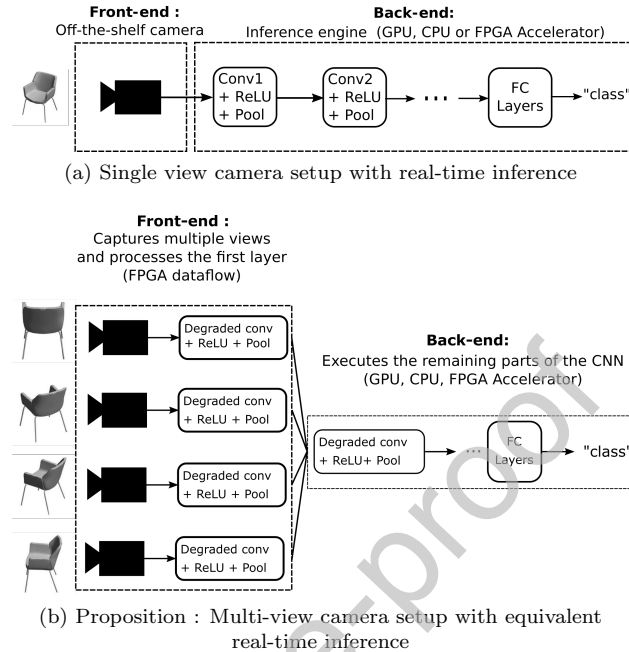 Front-end :
Off-the-shelf camera
Back-end:
Inference engine (GPU, CPU or FPGA Accelerator)
Conv1
+ ReLU
+ Pool
Conv2
+ ReLU
+ Pool
...
FC
Layers
"class"
(a) Single view camera setup with real-time inference
Front-end :
Captures multiple views
and processes the first layer
(FPGA dataflow)
Degraded conv
+ ReLU + Pool
Degraded conv
+ ReLU + Pool
Degraded conv
+ ReLU + Pool
Degraded conv
+ ReLU + Pool
Back-end:
Executes the remaining parts of the CNN
(GPU, CPU, FPGA Accelerator)
Degraded conv
+ ReLU+ Pool
...
FC
Layers
"class"
(b) Proposition : Multi-view camera setup with equivalent
real-time inference
e-proof